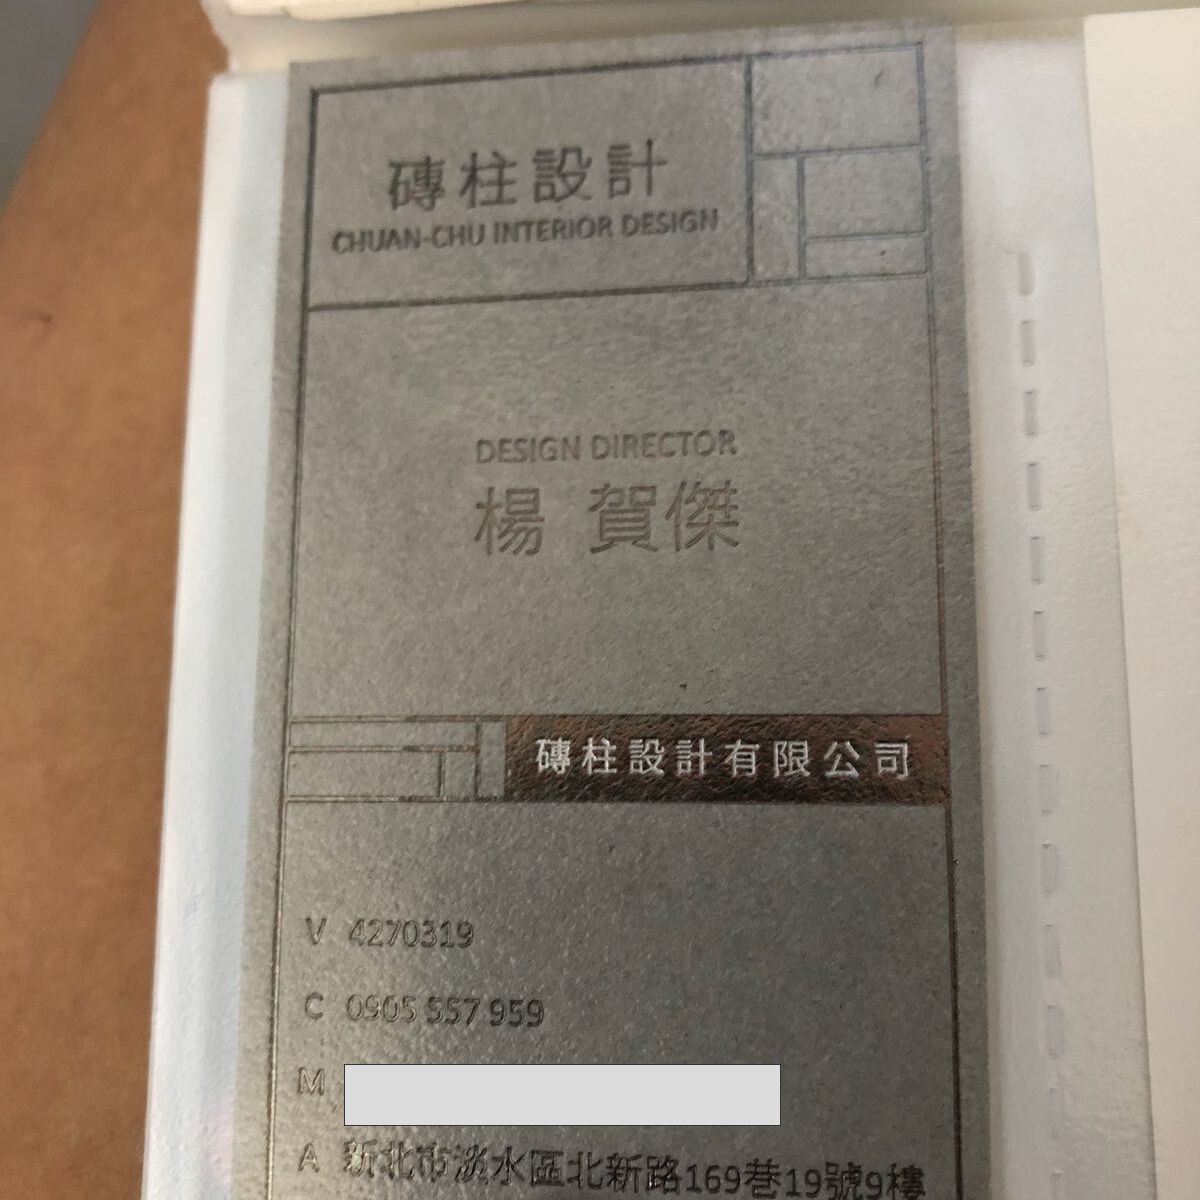 磚柱設計
CHUAN-CHU INTERIOR DESIGN
DESIGN DIRECTOR
楊 賀傑
磚柱設計有限公司
V 4270319
C 0905 557 959
M
A 新北市淡水區北新路169巷19號9樓